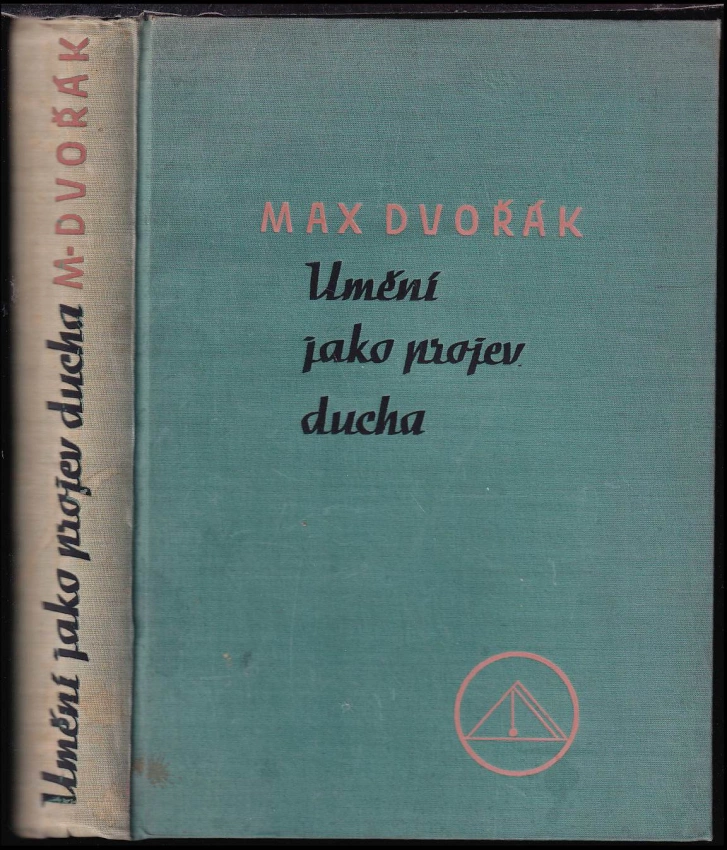 M·DVOŘÁK
Umění jako projev ducha
MAX DVOŘÁK
Umění
jako projev
ducha